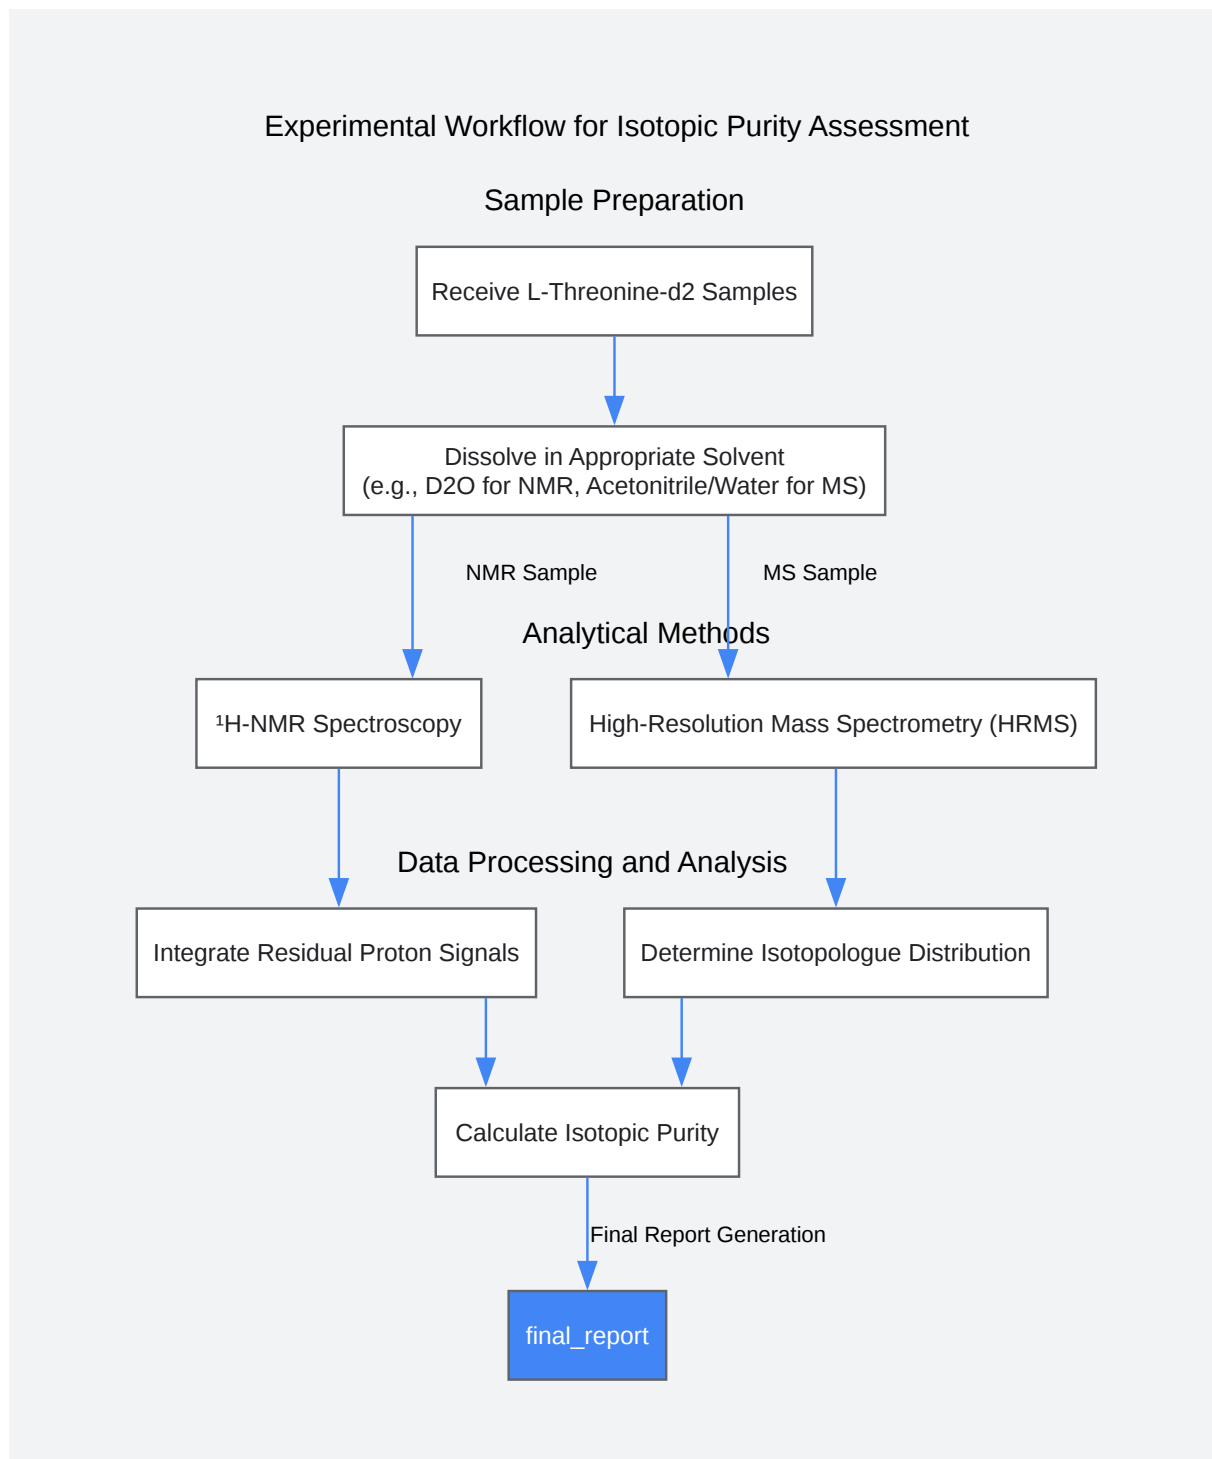 Experimental Workflow for Isotopic Purity Assessment
Sample Preparation
Receive L-Threonine-d2 Samples
Dissolve in Appropriate Solvent
(e.g., D2O for NMR, Acetonitrile/Water for MS)
NMR Sample
MS Sample
Analytical Methods
¹H-NMR Spectroscopy
High-Resolution Mass Spectrometry (HRMS)
Data Processing and Analysis
Integrate Residual Proton Signals
Determine Isotopologue Distribution
Calculate Isotopic Purity
Final Report Generation
final_report